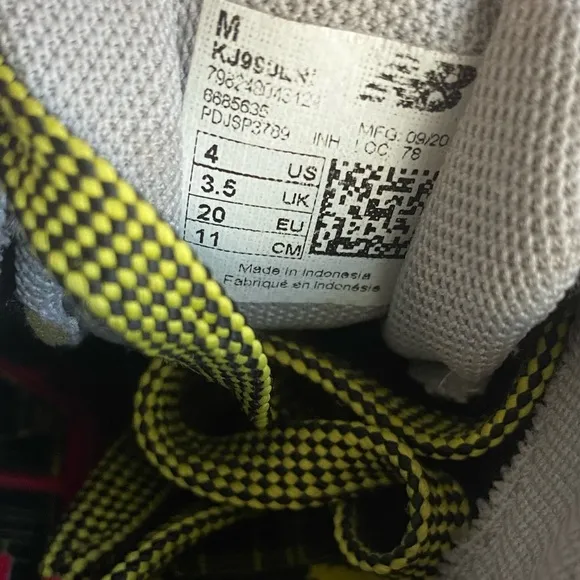 M
NB
6685635
PDJSP3789 INH MFG: 09/20
LOC: 78
4 US
3.5 UK
20 EU
11 CM
Made in Indonesia
Fabriqué en Indonésie